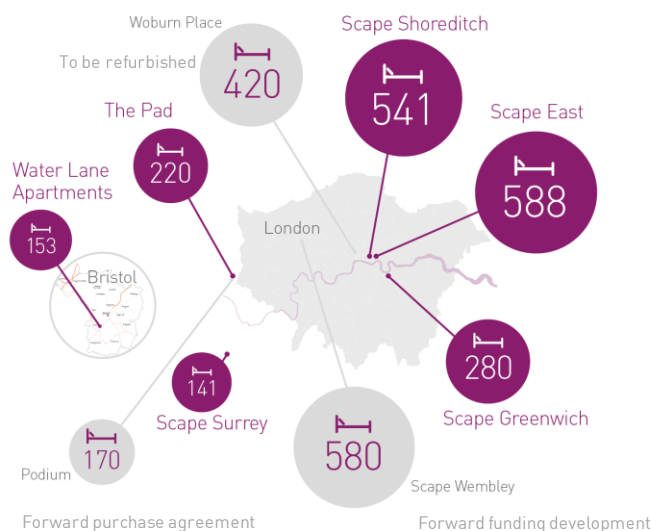 Woburn Place
To be refurbished
420
Scape Shoreditch
541
The Pad
220
Scape East
588
Water Lane
Apartments
153
London
Bristol
280
Scape Greenwich
141
Scape Surrey
170
Podium
580
Scape Wembley
Forward purchase agreement
Forward funding development